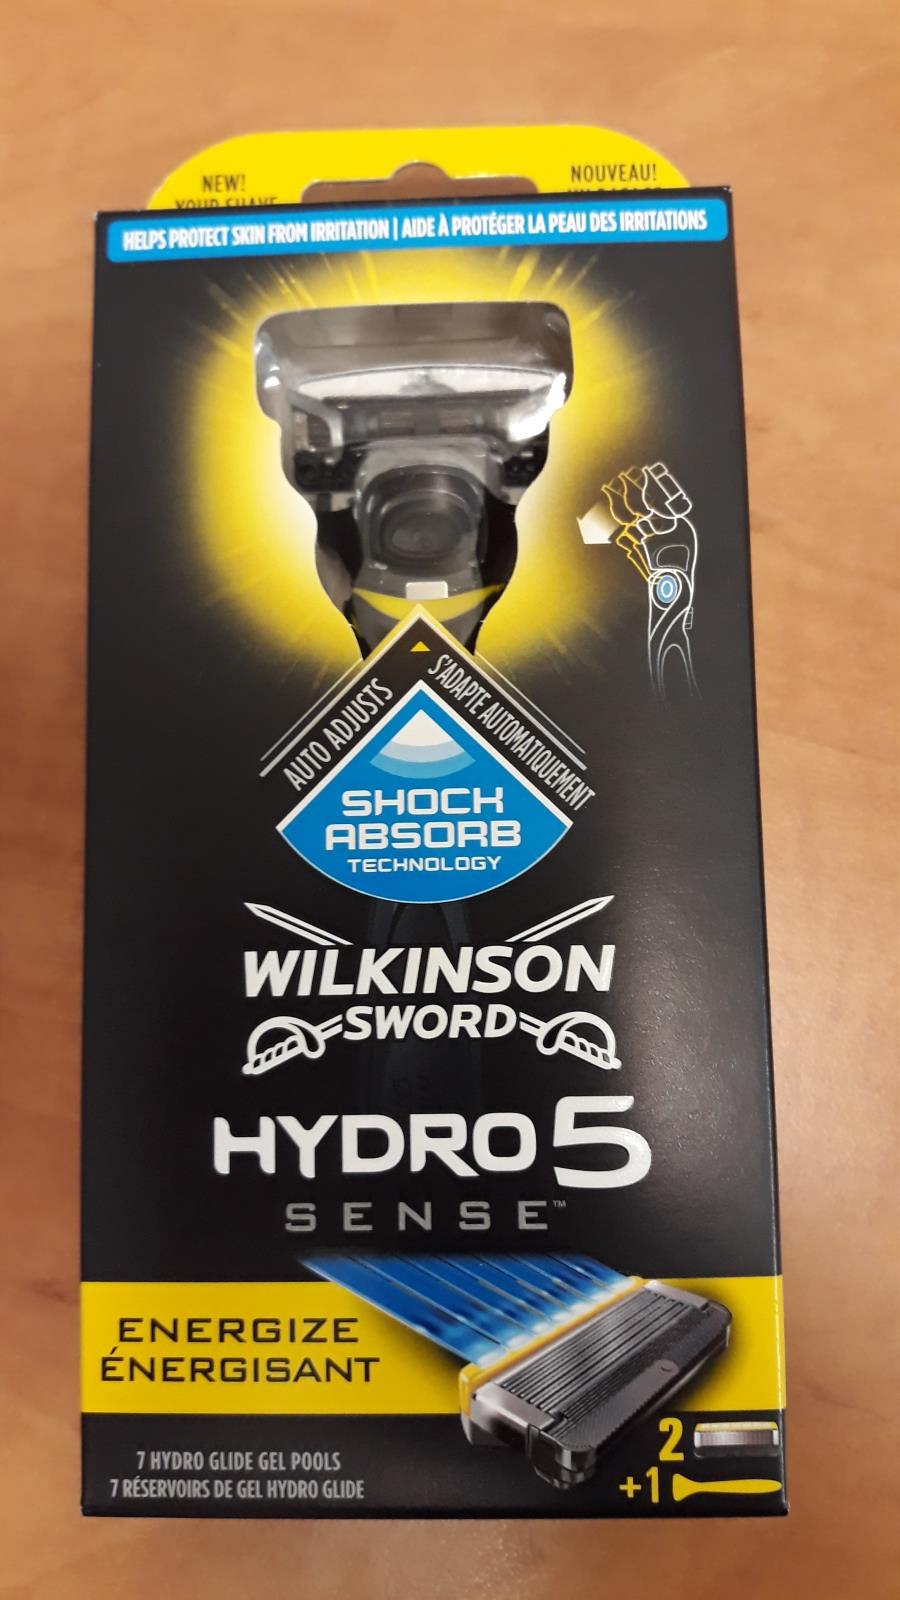 NEW!
NOUVEAU!
YOUR SHAVE
HELPS PROTECT SKIN FROM IRRITATION | AIDE À PROTÉGER LA PEAU DES IRRITATIONS
AUTO ADJUSTS
S'ADAPTE AUTOMATIQUEMENT
SHOCK
ABSORB
TECHNOLOGY
WILKINSON
SWORD
HYDRO 5
SENSE™
ENERGIZE
ÉNERGISANT
7 HYDRO GLIDE GEL POOLS
7 RÉSERVOIRS DE GEL HYDRO GLIDE
2
+1